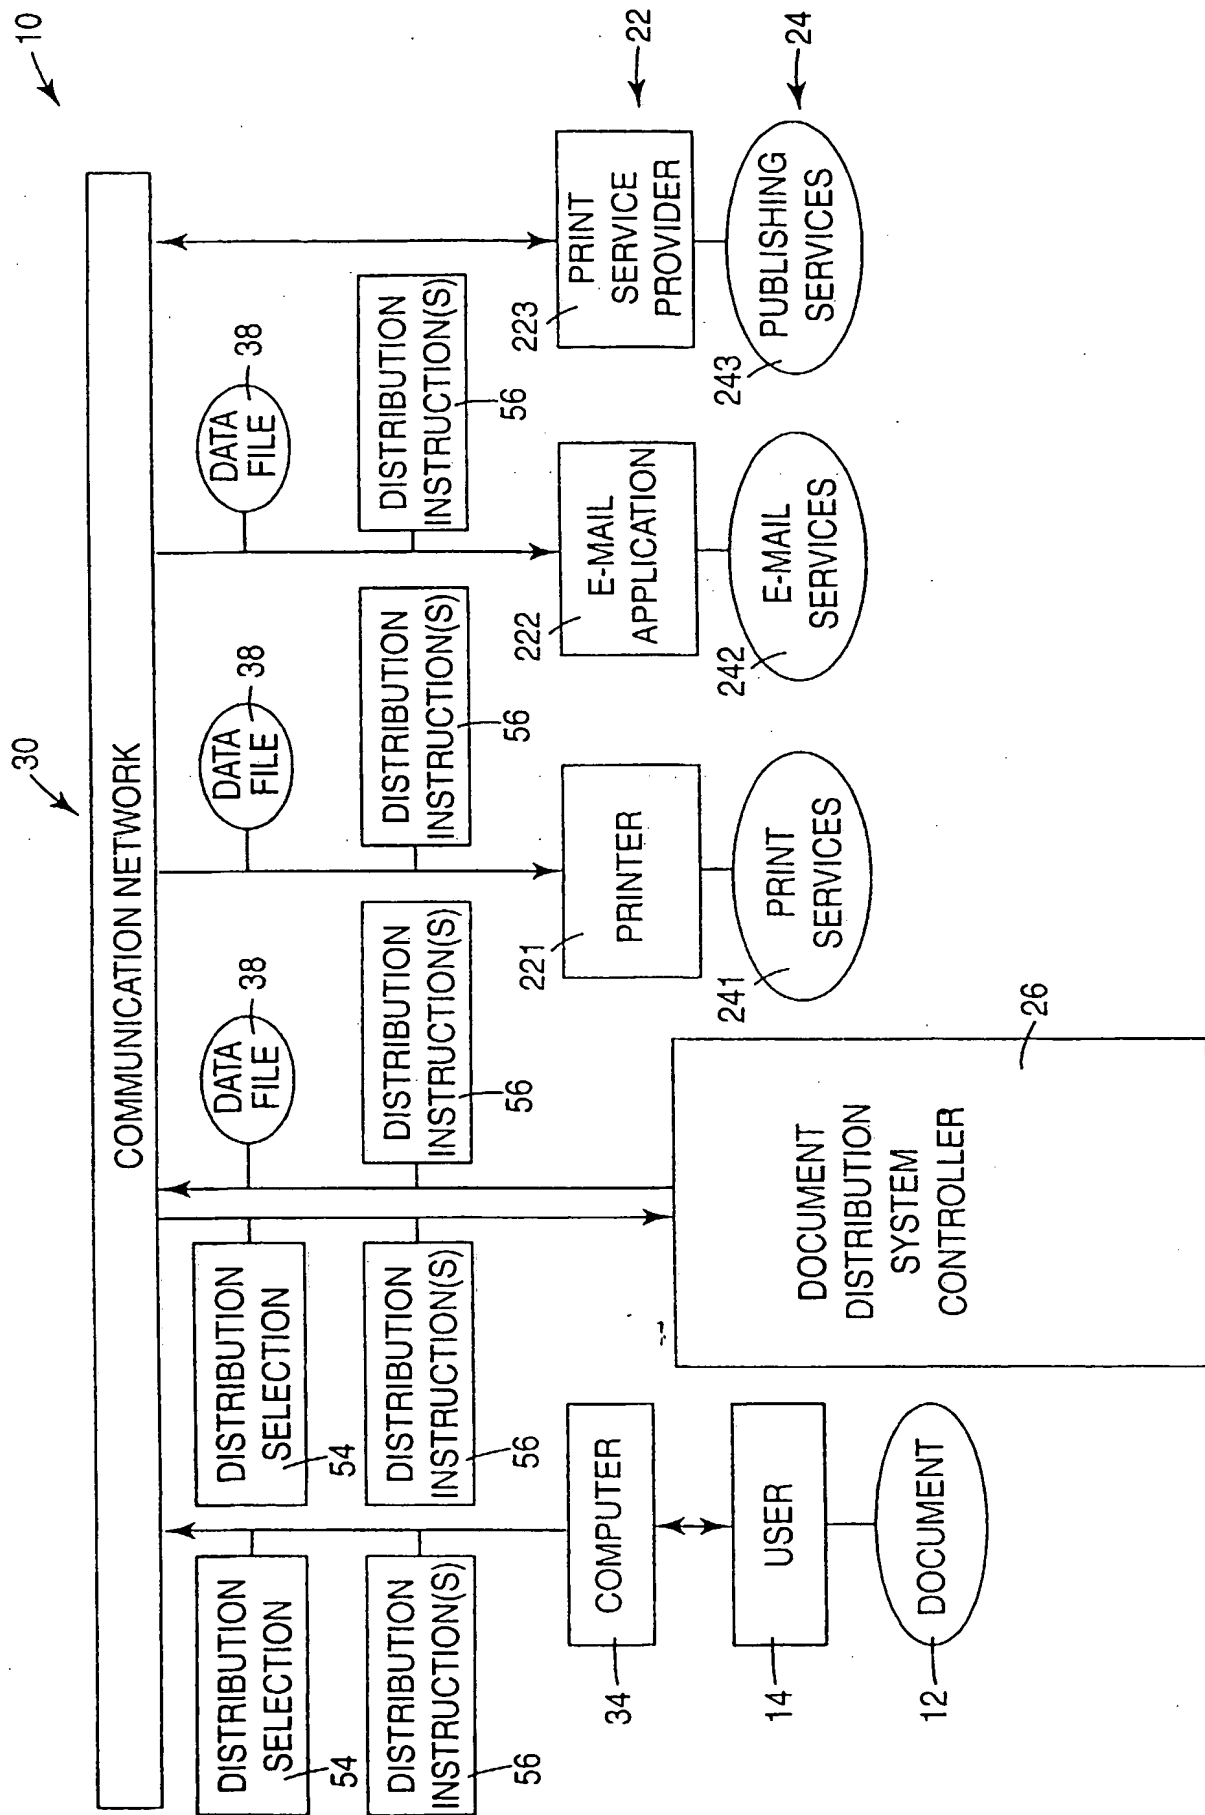 10
30
COMMUNICATION NETWORK
DISTRIBUTION
SELECTION
54
DISTRIBUTION
SELECTION
54
DATA
FILE
38
DATA
FILE
38
DATA
FILE
38
DISTRIBUTION
INSTRUCTION(S)
56
DISTRIBUTION
INSTRUCTION(S)
56
DISTRIBUTION
INSTRUCTION(S)
56
DISTRIBUTION
INSTRUCTION(S)
56
DISTRIBUTION
INSTRUCTION(S)
56
COMPUTER
34
USER
14
DOCUMENT
12
DOCUMENT
DISTRIBUTION
SYSTEM
CONTROLLER
26
PRINTER
221
E-MAIL
APPLICATION
222
PRINT
SERVICE
PROVIDER
223
22
PRINT
SERVICES
241
E-MAIL
SERVICES
242
PUBLISHING
SERVICES
243
24